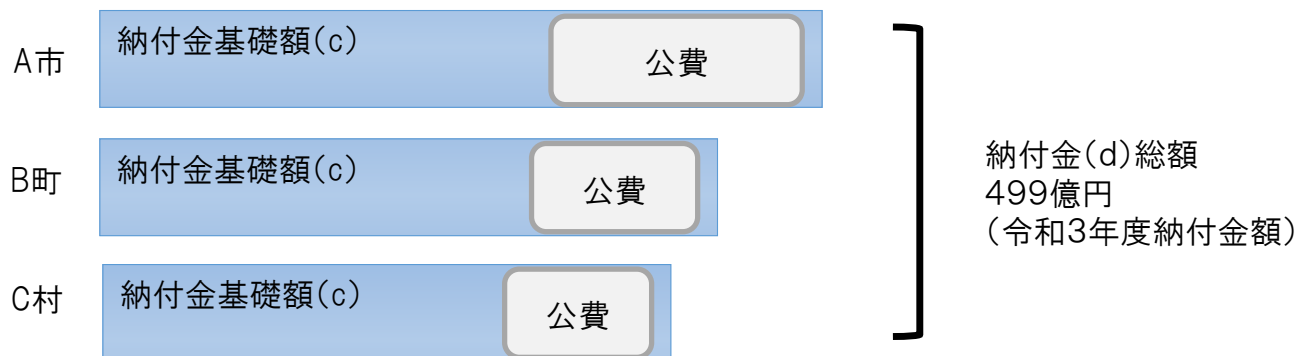 A市
納付金基礎額(c)
公費
B町
納付金基礎額(c)
公費
C村
納付金基礎額(c)
公費
納付金(d)総額
499億円
(令和3年度納付金額)